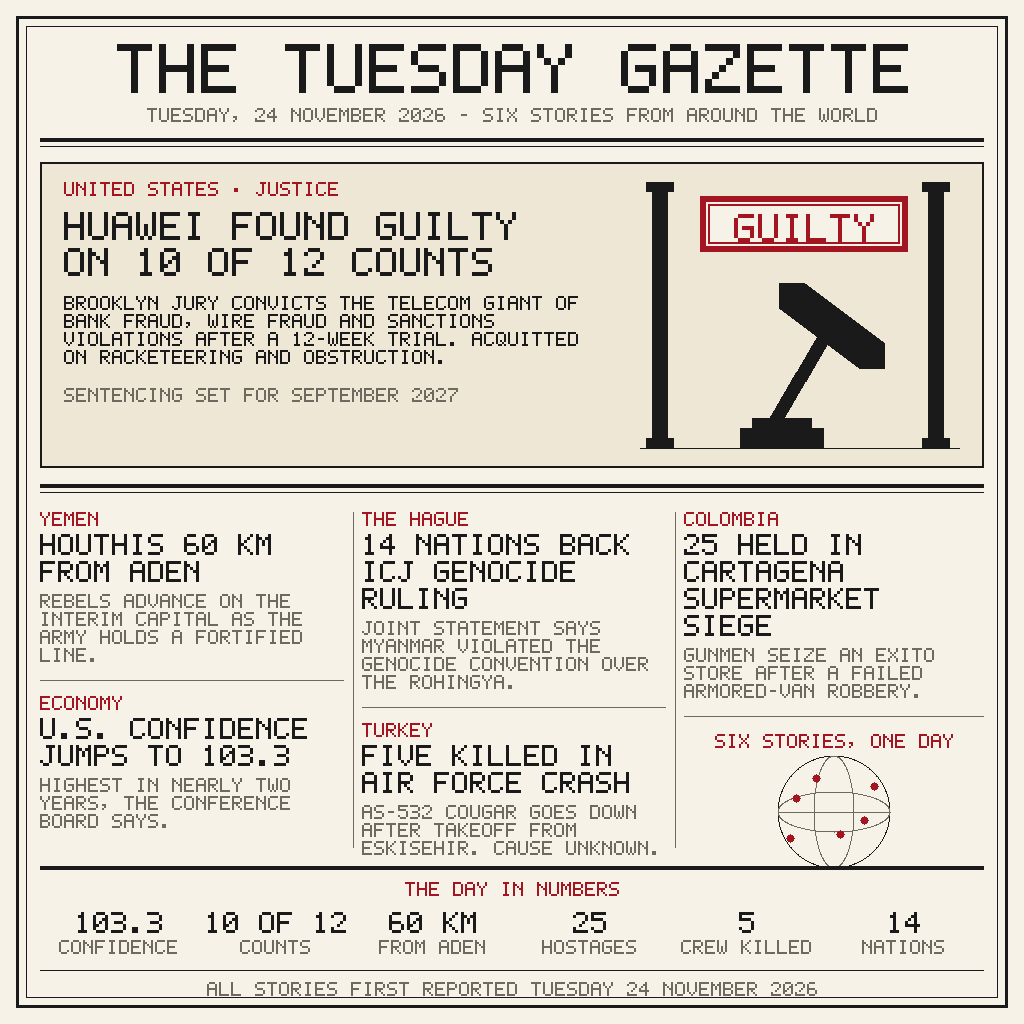 THE TUESDAY GAZETTE
TUESDAY, 24 NOVEMBER 2026 - SIX STORIES FROM AROUND THE WORLD
UNITED STATES · JUSTICE
HUAWEI FOUND GUILTY
ON 10 OF 12 COUNTS
BROOKLYN JURY CONVICTS THE TELECOM GIANT OF
BANK FRAUD, WIRE FRAUD AND SANCTIONS
VIOLATIONS AFTER A 12-WEEK TRIAL. ACQUITTED
ON RACKETEERING AND OBSTRUCTION.
SENTENCING SET FOR SEPTEMBER 2027
GUILTY
YEMEN
HOUTHIS 60 KM
FROM ADEN
REBELS ADVANCE ON THE
INTERIM CAPITAL AS THE
ARMY HOLDS A FORTIFIED
LINE.
ECONOMY
U.S. CONFIDENCE
JUMPS TO 103.3
HIGHEST IN NEARLY TWO
YEARS, THE CONFERENCE
BOARD SAYS.
THE HAGUE
14 NATIONS BACK
ICJ GENOCIDE
RULING
JOINT STATEMENT SAYS
MYANMAR VIOLATED THE
GENOCIDE CONVENTION OVER
THE ROHINGYA.
TURKEY
FIVE KILLED IN
AIR FORCE CRASH
AS-532 COUGAR GOES DOWN
AFTER TAKEOFF FROM
ESKISEHIR. CAUSE UNKNOWN.
COLOMBIA
25 HELD IN
CARTAGENA
SUPERMARKET
SIEGE
GUNMEN SEIZE AN EXITO
STORE AFTER A FAILED
ARMORED-VAN ROBBERY.
SIX STORIES, ONE DAY
THE DAY IN NUMBERS
103.3 10 OF 12 60 KM 25 5 14
CONFIDENCE COUNTS FROM ADEN HOSTAGES CREW KILLED NATIONS
ALL STORIES FIRST REPORTED TUESDAY 24 NOVEMBER 2026